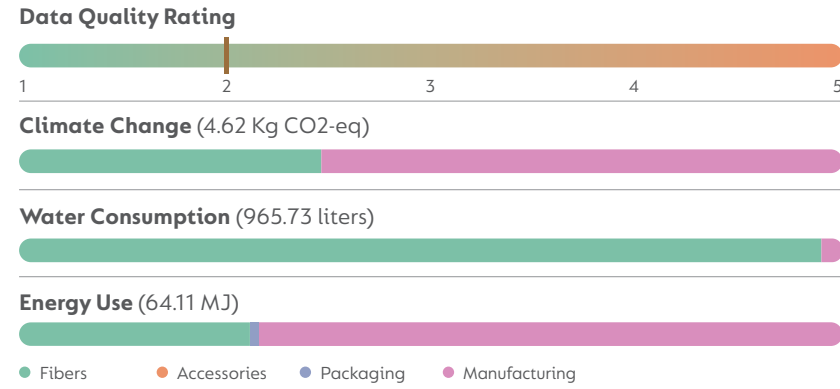 Data Quality Rating
1 2 3 4 5
Climate Change (4.62 Kg CO2-eq)
Water Consumption (965.73 liters)
Energy Use (64.11 MJ)
Fibers Accessories Packaging Manufacturing